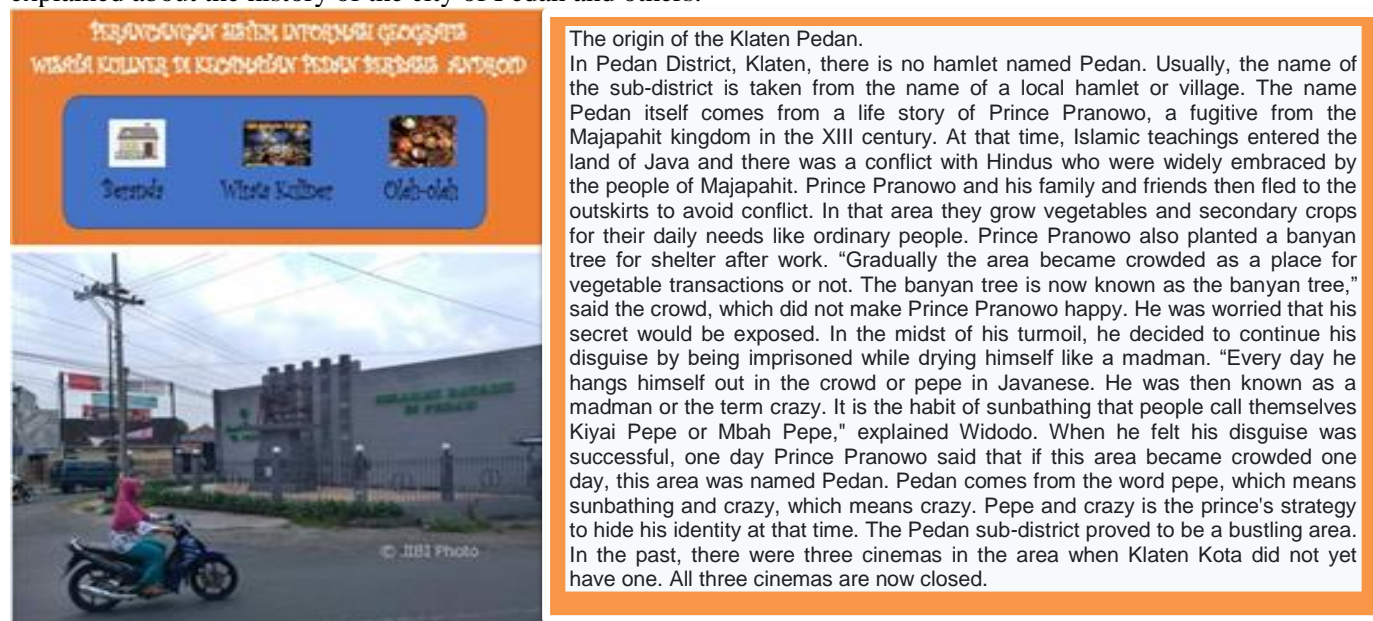 explained about the history of the city of Pedan and others.
PERANCANGAN SISTEM INFORMASI GEOGRAFIS
WISATA KULINER DI KECAMATAN PEDAN BERBASIS ANDROID
Beranda
Wisata Kuliner
Oleh-oleh
SELAMAT DATANG
DI PEDAN
© JIBI Photo
The origin of the Klaten Pedan.
In Pedan District, Klaten, there is no hamlet named Pedan. Usually, the name of
the sub-district is taken from the name of a local hamlet or village. The name
Pedan itself comes from a life story of Prince Pranowo, a fugitive from the
Majapahit kingdom in the XIII century. At that time, Islamic teachings entered the
land of Java and there was a conflict with Hindus who were widely embraced by
the people of Majapahit. Prince Pranowo and his family and friends then fled to the
outskirts to avoid conflict. In that area they grow vegetables and secondary crops
for their daily needs like ordinary people. Prince Pranowo also planted a banyan
tree for shelter after work. “Gradually the area became crowded as a place for
vegetable transactions or not. The banyan tree is now known as the banyan tree,”
said the crowd, which did not make Prince Pranowo happy. He was worried that his
secret would be exposed. In the midst of his turmoil, he decided to continue his
disguise by being imprisoned while drying himself like a madman. “Every day he
hangs himself out in the crowd or pepe in Javanese. He was then known as a
madman or the term crazy. It is the habit of sunbathing that people call themselves
Kiyai Pepe or Mbah Pepe," explained Widodo. When he felt his disguise was
successful, one day Prince Pranowo said that if this area became crowded one
day, this area was named Pedan. Pedan comes from the word pepe, which means
sunbathing and crazy, which means crazy. Pepe and crazy is the prince's strategy
to hide his identity at that time. The Pedan sub-district proved to be a bustling area.
In the past, there were three cinemas in the area when Klaten Kota did not yet
have one. All three cinemas are now closed.